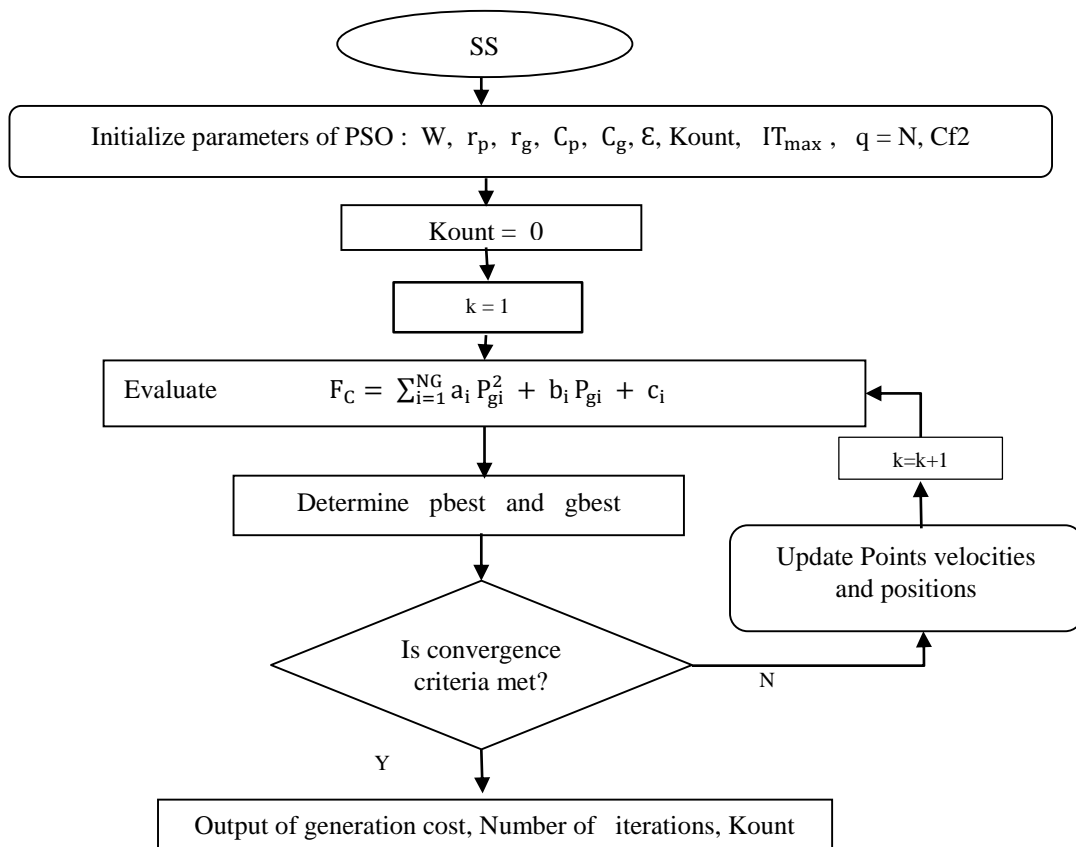 SS
Initialize parameters of PSO : W, r_p, r_g, C_p, C_g, Ɛ, Kount, IT_max , q = N, Cf2
Kount = 0
k = 1
Evaluate F_C = ∑_{i=1}^{NG} a_i P_{gi}^2 + b_i P_{gi} + c_i
k=k+1
Determine pbest and gbest
Update Points velocities
and positions
Is convergence
criteria met?
N
Y
Output of generation cost, Number of iterations, Kount